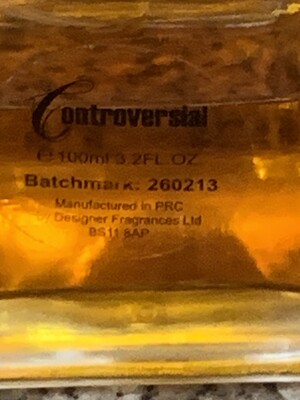 Controversial
e 100ml 3.2FL OZ
Batchmark: 260213
Manufactured in PRC
by Designer Fragrances Ltd
BS11 8AP